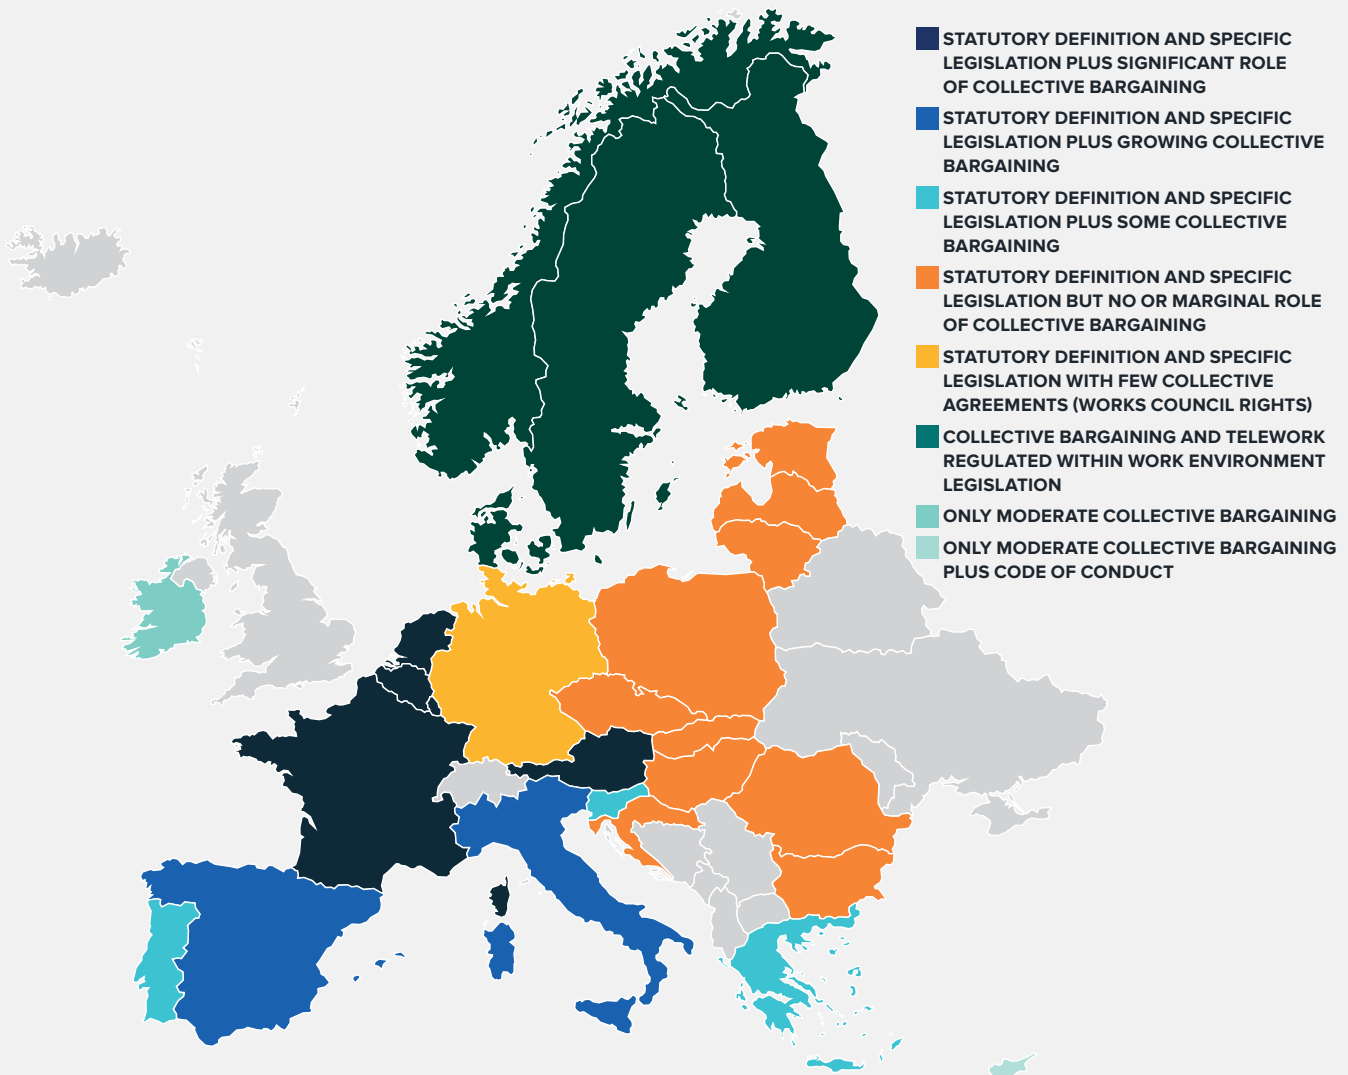 STATUTORY DEFINITION AND SPECIFIC
LEGISLATION PLUS SIGNIFICANT ROLE
OF COLLECTIVE BARGAINING
STATUTORY DEFINITION AND SPECIFIC
LEGISLATION PLUS GROWING COLLECTIVE
BARGAINING
STATUTORY DEFINITION AND SPECIFIC
LEGISLATION PLUS SOME COLLECTIVE
BARGAINING
STATUTORY DEFINITION AND SPECIFIC
LEGISLATION BUT NO OR MARGINAL ROLE
OF COLLECTIVE BARGAINING
STATUTORY DEFINITION AND SPECIFIC
LEGISLATION WITH FEW COLLECTIVE
AGREEMENTS (WORKS COUNCIL RIGHTS)
COLLECTIVE BARGAINING AND TELEWORK
REGULATED WITHIN WORK ENVIRONMENT
LEGISLATION
ONLY MODERATE COLLECTIVE BARGAINING
ONLY MODERATE COLLECTIVE BARGAINING
PLUS CODE OF CONDUCT